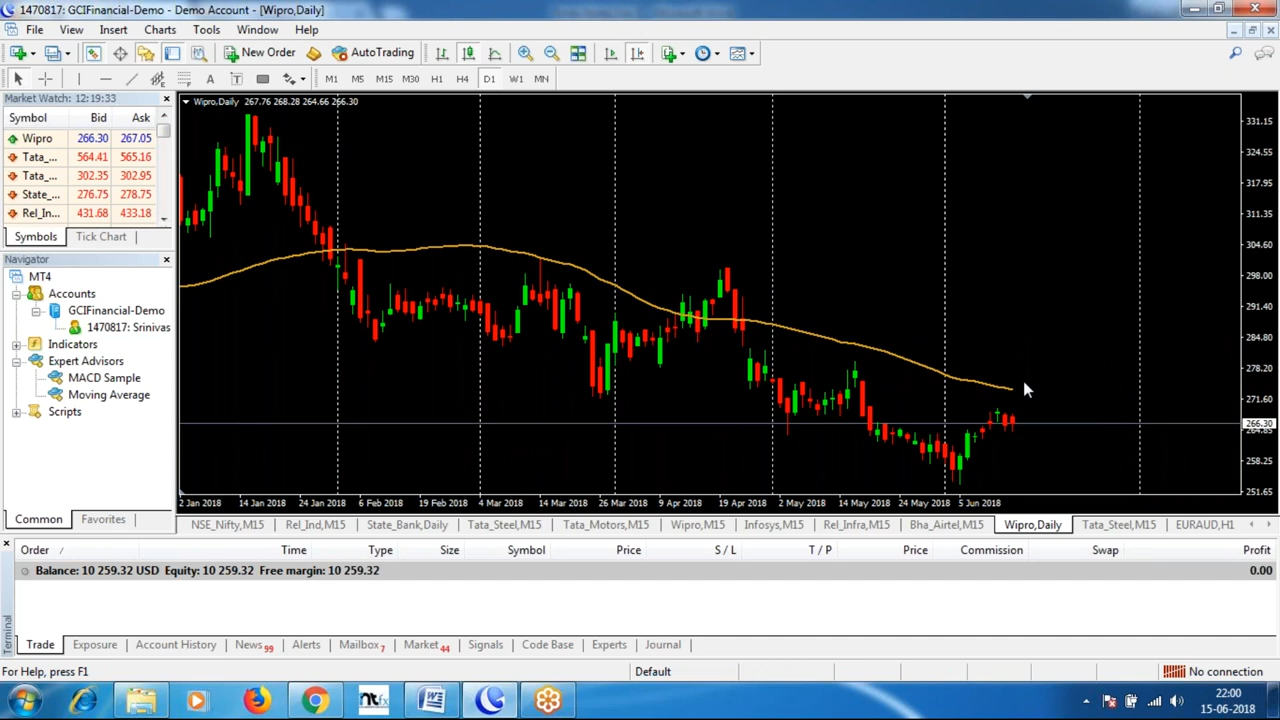 1470817: GCIFinancial-Demo - Demo Account - [Wipro,Daily]
File View Insert Charts Tools Window Help
New Order AutoTrading
A T M1 M5 M15 M30 H1 H4 D1 W1 MN
Market Watch: 12:19:33
Symbol Bid Ask
Wipro 266.30 267.05
Tata_... 564.41 565.16
Tata_... 302.35 302.95
State_... 276.75 278.75
Rel_In... 431.68 433.18
Symbols Tick Chart
Navigator
MT4
Accounts
GCIFinancial-Demo
1470817: Srinivas
Indicators
Expert Advisors
MACD Sample
Moving Average
Scripts
Common Favorites
Wipro,Daily 267.76 268.28 264.66 266.30
331.15
324.55
317.95
311.35
304.60
298.00
291.40
284.80
278.20
271.60
266.30
264.85
258.25
251.65
2 Jan 2018 14 Jan 2018 24 Jan 2018 6 Feb 2018 19 Feb 2018 4 Mar 2018 14 Mar 2018 26 Mar 2018 9 Apr 2018 19 Apr 2018 2 May 2018 14 May 2018 24 May 2018 5 Jun 2018
NSE_Nifty,M15 Rel_Ind,M15 State_Bank,Daily Tata_Steel,M15 Tata_Motors,M15 Wipro,M15 Infosys,M15 Rel_Infra,M15 Bha_Airtel,M15 Wipro,Daily Tata_Steel,M15 EURAUD,H1
Order / Time Type Size Symbol Price S / L T / P Price Commission Swap Profit
Balance: 10 259.32 USD Equity: 10 259.32 Free margin: 10 259.32 0.00
Terminal
Trade Exposure Account History News 99 Alerts Mailbox 7 Market 44 Signals Code Base Experts Journal
For Help, press F1 Default No connection
ntfx
W
22:00
15-06-2018